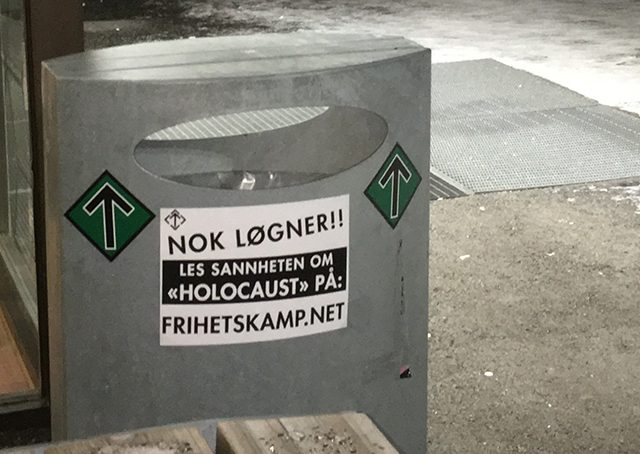 NOK LØGNER!!
LES SANNHETEN OM
«HOLOCAUST» PÅ:
FRIHETSKAMP.NET